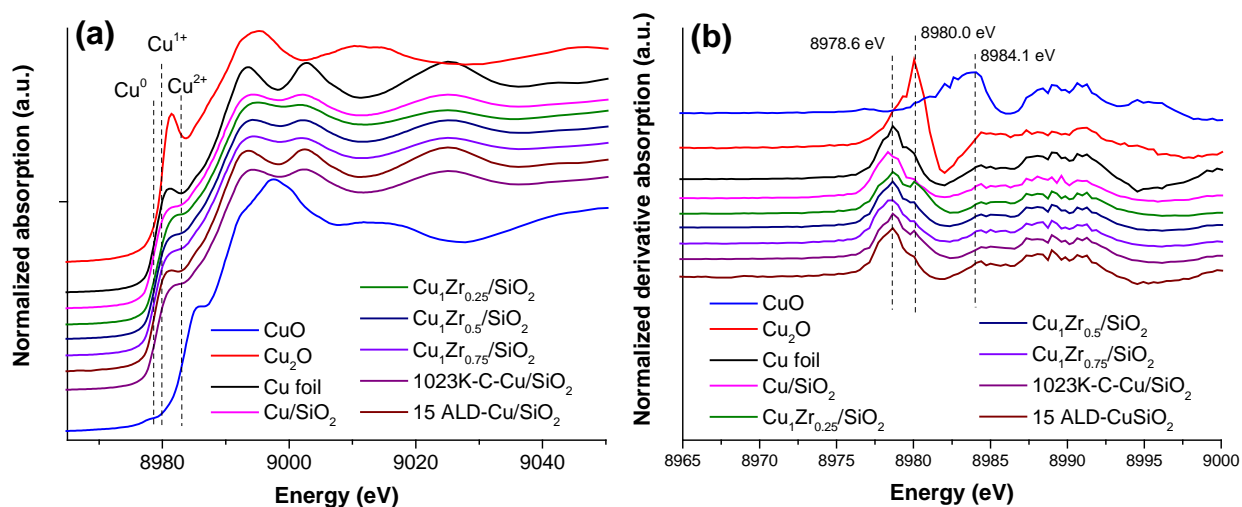 (a)
Cu⁰
Cu¹⁺
Cu²⁺
Normalized absorption (a.u.)
CuO
Cu₂O
Cu foil
Cu/SiO₂
Cu₁Zr₀.₂₅/SiO₂
Cu₁Zr₀.₅/SiO₂
Cu₁Zr₀.₇₅/SiO₂
1023K-C-Cu/SiO₂
15 ALD-Cu/SiO₂
8980 9000 9020 9040
Energy (eV)
(b)
8978.6 eV
8980.0 eV
8984.1 eV
Normalized derivative absorption (a.u.)
CuO
Cu₂O
Cu foil
Cu/SiO₂
Cu₁Zr₀.₂₅/SiO₂
Cu₁Zr₀.₅/SiO₂
Cu₁Zr₀.₇₅/SiO₂
1023K-C-Cu/SiO₂
15 ALD-CuSiO₂
8965 8970 8975 8980 8985 8990 8995 9000
Energy (eV)